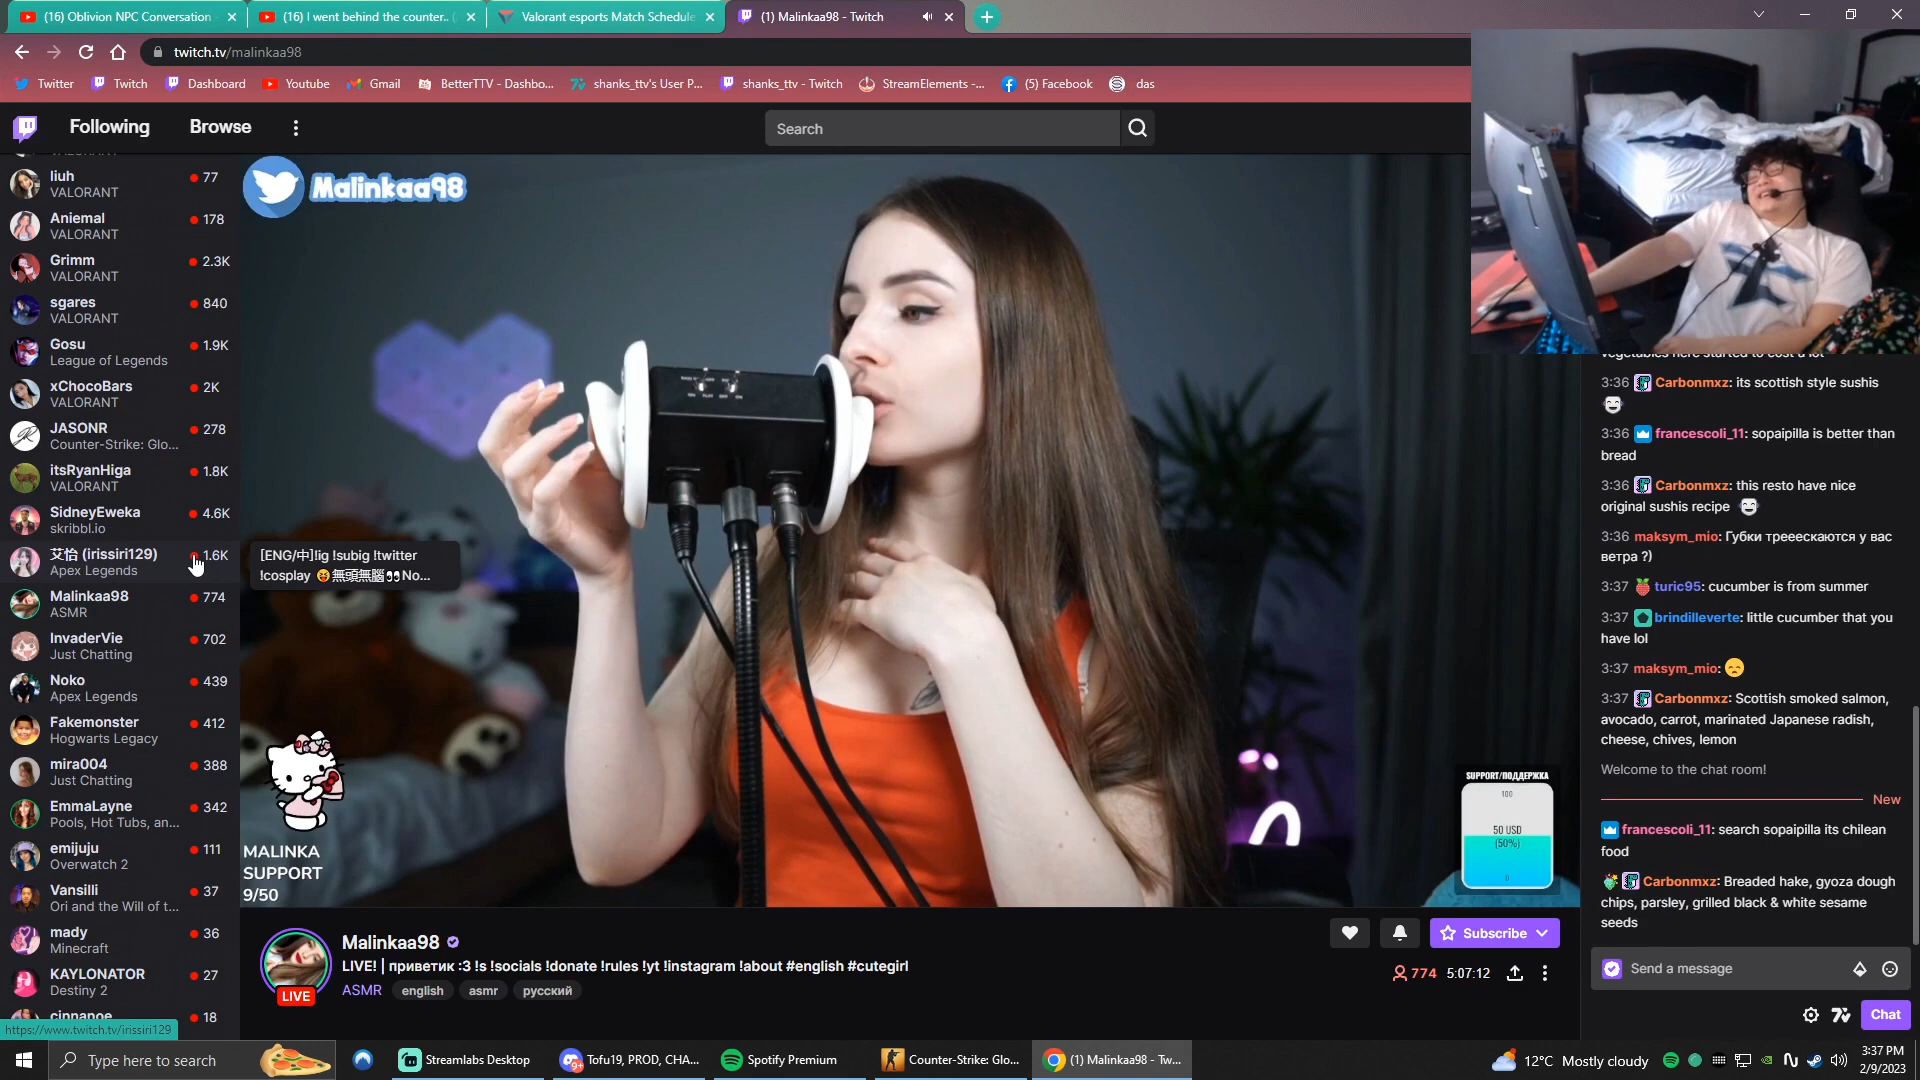 (16) Oblivion NPC Conversation
(16) I went behind the counter.. (
Valorant esports Match Schedule
(1) Malinkaa98 - Twitch
twitch.tv/malinkaa98
Twitter
Twitch
Dashboard
Youtube
Gmail
BetterTTV - Dashbo...
shanks_ttv's User P...
shanks_ttv - Twitch
StreamElements -...
(5) Facebook
das
Following
Browse
Search
liuh
77
VALORANT
Aniemal
178
VALORANT
Grimm
2.3K
VALORANT
sgares
840
VALORANT
Gosu
1.9K
League of Legends
xChocoBars
2K
VALORANT
JASONR
278
Counter-Strike: Glo...
itsRyanHiga
1.8K
VALORANT
SidneyEweka
4.6K
skribbl.io
艾恰 (irissiri129)
1.6K
Apex Legends
Malinkaa98
774
ASMR
InvaderVie
702
Just Chatting
Noko
439
Apex Legends
Fakemonster
412
Hogwarts Legacy
mira004
388
Just Chatting
EmmaLayne
342
Pools, Hot Tubs, an...
emijuju
111
Overwatch 2
Vansilli
37
Ori and the Will of t...
mady
36
Minecraft
KAYLONATOR
27
Destiny 2
cinnanoe
18
https://www.twitch.tv/irissiri129
Malinkaa98
[ENG/中]!ig !subig !twitter
!cosplay 😆無頭無腦👀No...
MALINKA
SUPPORT
9/50
SUPPORT/ПОДДЕРЖКА
100
50 USD
(50%)
0
Malinkaa98
LIVE! | приветик :3 !s !socials !donate !rules !yt !instagram !about #english #cutegirl
ASMR
english
asmr
русский
LIVE
Subscribe
774
5:07:12
3:36 Carbonmxz: its scottish style sushis
3:36 francescoli_11: sopaipilla is better than
bread
3:36 Carbonmxz: this resto have nice
original sushis recipe
3:36 maksym_mio: Губки трееескаются у вас
ветра ?)
3:37 turic95: cucumber is from summer
3:37 brindilleverte: little cucumber that you
have lol
3:37 maksym_mio: 😞
3:37 Carbonmxz: Scottish smoked salmon,
avocado, carrot, marinated Japanese radish,
cheese, chives, lemon
Welcome to the chat room!
New
francescoli_11: search sopaipilla its chilean
food
Carbonmxz: Breaded hake, gyoza dough
chips, parsley, grilled black & white sesame
seeds
Send a message
Chat
Type here to search
Streamlabs Desktop
Tofu19, PROD, CHA...
Spotify Premium
Counter-Strike: Glo...
(1) Malinkaa98 - Tw...
12°C Mostly cloudy
3:37 PM
2/9/2023